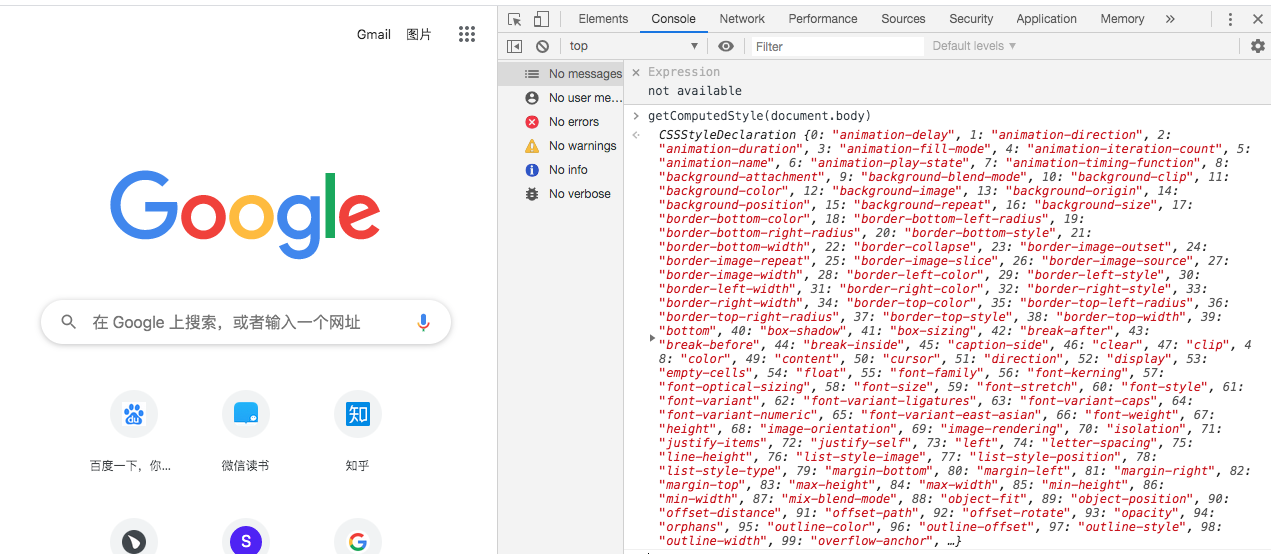 Gmail 图片
Google
在 Google 上搜索，或者输入一个网址
百度一下，你... 微信读书 知乎
du
知
S
G
Elements Console Network Performance Sources Security Application Memory »
top Filter Default levels
No messages
No user me...
No errors
No warnings
No info
No verbose
Expression
not available
getComputedStyle(document.body)
CSSStyleDeclaration {0: "animation-delay", 1: "animation-direction", 2:
"animation-duration", 3: "animation-fill-mode", 4: "animation-iteration-count", 5:
"animation-name", 6: "animation-play-state", 7: "animation-timing-function", 8:
"background-attachment", 9: "background-blend-mode", 10: "background-clip", 11:
"background-color", 12: "background-image", 13: "background-origin", 14:
"background-position", 15: "background-repeat", 16: "background-size", 17:
"border-bottom-color", 18: "border-bottom-left-radius", 19:
"border-bottom-right-radius", 20: "border-bottom-style", 21:
"border-bottom-width", 22: "border-collapse", 23: "border-image-outset", 24:
"border-image-repeat", 25: "border-image-slice", 26: "border-image-source", 27:
"border-image-width", 28: "border-left-color", 29: "border-left-style", 30:
"border-left-width", 31: "border-right-color", 32: "border-right-style", 33:
"border-right-width", 34: "border-top-color", 35: "border-top-left-radius", 36:
"border-top-right-radius", 37: "border-top-style", 38: "border-top-width", 39:
"bottom", 40: "box-shadow", 41: "box-sizing", 42: "break-after", 43:
"break-before", 44: "break-inside", 45: "caption-side", 46: "clear", 47: "clip", 4
8: "color", 49: "content", 50: "cursor", 51: "direction", 52: "display", 53:
"empty-cells", 54: "float", 55: "font-family", 56: "font-kerning", 57:
"font-optical-sizing", 58: "font-size", 59: "font-stretch", 60: "font-style", 61:
"font-variant", 62: "font-variant-ligatures", 63: "font-variant-caps", 64:
"font-variant-numeric", 65: "font-variant-east-asian", 66: "font-weight", 67:
"height", 68: "image-orientation", 69: "image-rendering", 70: "isolation", 71:
"justify-items", 72: "justify-self", 73: "left", 74: "letter-spacing", 75:
"line-height", 76: "list-style-image", 77: "list-style-position", 78:
"list-style-type", 79: "margin-bottom", 80: "margin-left", 81: "margin-right", 82:
"margin-top", 83: "max-height", 84: "max-width", 85: "min-height", 86:
"min-width", 87: "mix-blend-mode", 88: "object-fit", 89: "object-position", 90:
"offset-distance", 91: "offset-path", 92: "offset-rotate", 93: "opacity", 94:
"orphans", 95: "outline-color", 96: "outline-offset", 97: "outline-style", 98:
"outline-width", 99: "overflow-anchor", …}